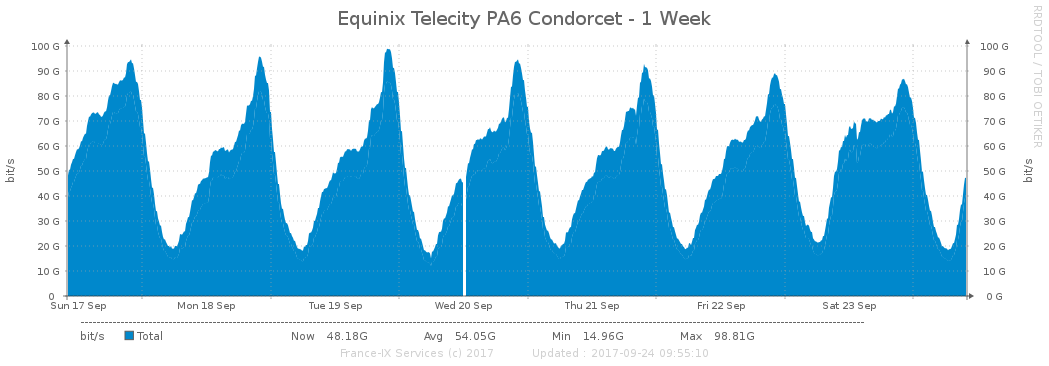 Equinix Telecity PA6 Condorcet - 1 Week
RRDTOOL / TOBI OETIKER
bit/s
bit/s
100 G 100 G
90 G 90 G
80 G 80 G
70 G 70 G
60 G 60 G
50 G 50 G
40 G 40 G
30 G 30 G
20 G 20 G
10 G 10 G
0 0 G
Sun 17 Sep Mon 18 Sep Tue 19 Sep Wed 20 Sep Thu 21 Sep Fri 22 Sep Sat 23 Sep
bit/s Total Now 48.18G Avg 54.05G Min 14.96G Max 98.81G
France-IX Services (c) 2017 Updated : 2017-09-24 09:55:10